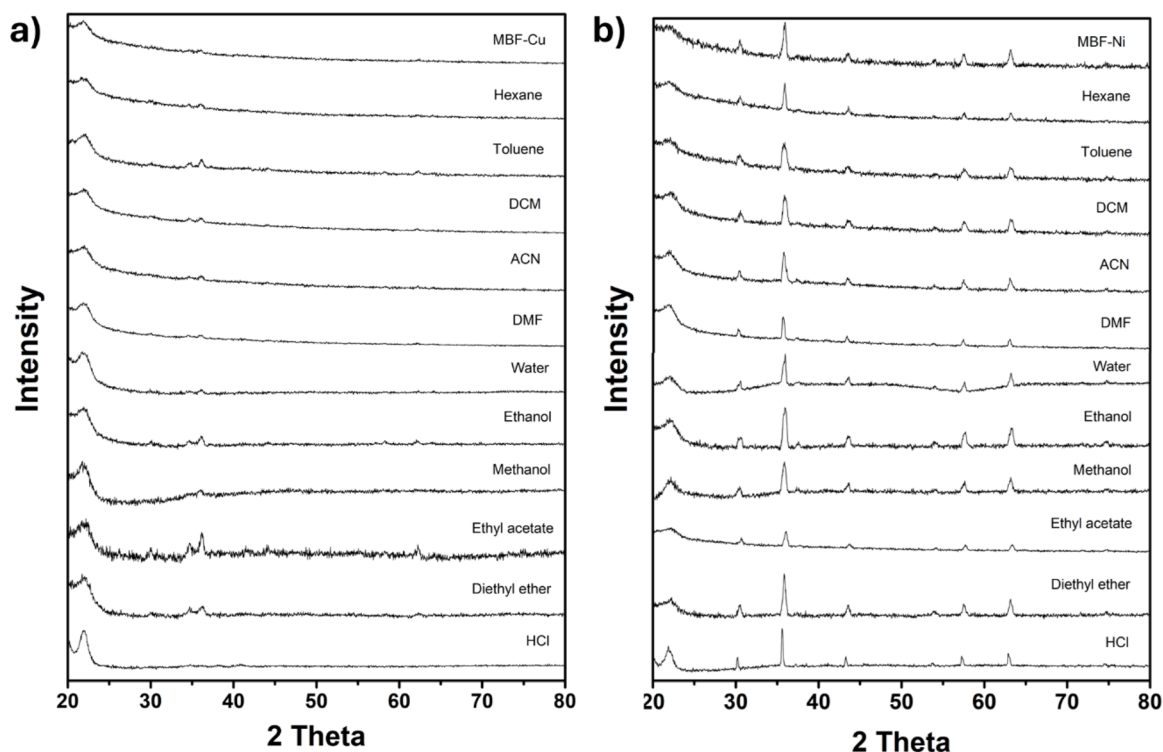 a)
MBF-Cu
Hexane
Toluene
DCM
ACN
DMF
Water
Ethanol
Methanol
Ethyl acetate
Diethyl ether
HCl
Intensity
20 30 40 50 60 70 80
2 Theta
b)
MBF-Ni
Hexane
Toluene
DCM
ACN
DMF
Water
Ethanol
Methanol
Ethyl acetate
Diethyl ether
HCl
Intensity
20 30 40 50 60 70 80
2 Theta